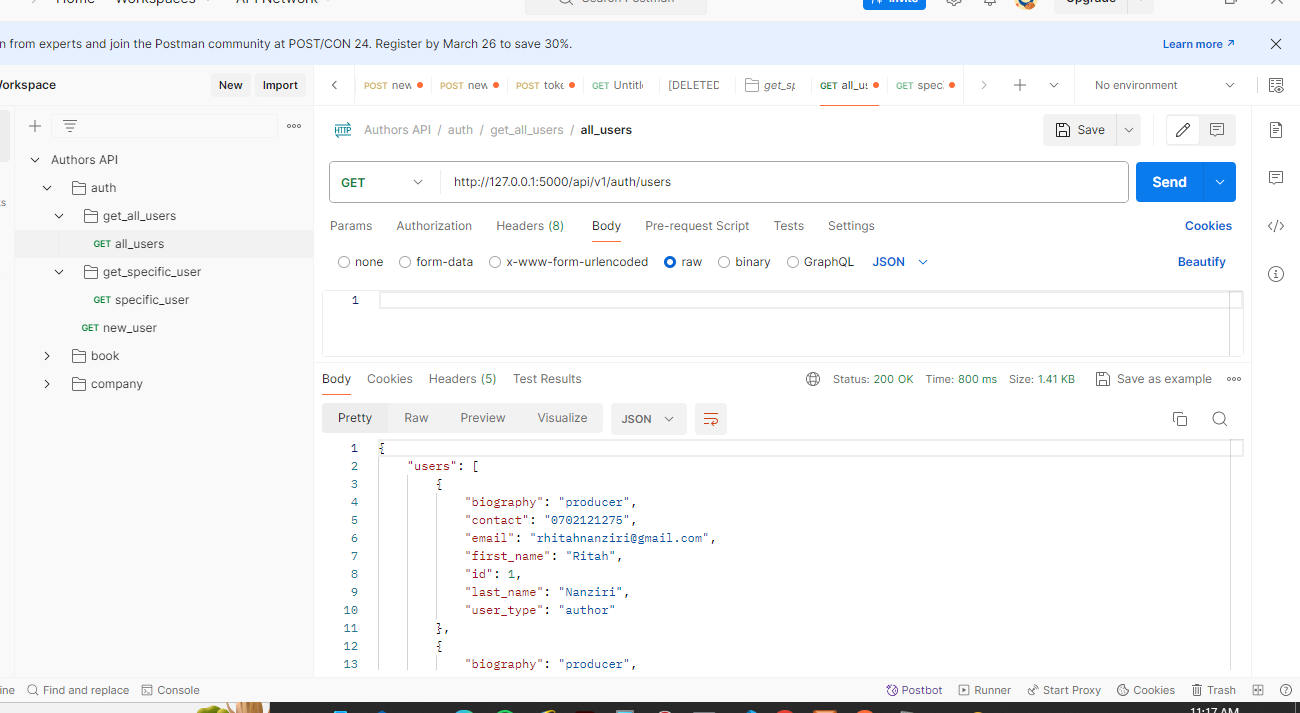 Home Workspaces API Network Search Postman Invite Upgrade
n from experts and join the Postman community at POST/CON 24. Register by March 26 to save 30%. Learn more ↗
Workspace New Import
POST new POST new POST toke GET Untitl [DELETED get_sp GET all_us GET spec No environment
Authors API / auth / get_all_users / all_users Save
Authors API
auth
get_all_users
GET all_users
get_specific_user
GET specific_user
GET new_user
book
company
GET http://127.0.0.1:5000/api/v1/auth/users Send
Params Authorization Headers (8) Body Pre-request Script Tests Settings Cookies
none form-data x-www-form-urlencoded raw binary GraphQL JSON Beautify
1
Body Cookies Headers (5) Test Results Status: 200 OK Time: 800 ms Size: 1.41 KB Save as example
Pretty Raw Preview Visualize JSON
1 {
2 "users": [
3 {
4 "biography": "producer",
5 "contact": "0702121275",
6 "email": "rhitahnanziri@gmail.com",
7 "first_name": "Ritah",
8 "id": 1,
9 "last_name": "Nanziri",
10 "user_type": "author"
11 },
12 {
13 "biography": "producer",
ine Find and replace Console Postbot Runner Start Proxy Cookies Trash
11:17 AM